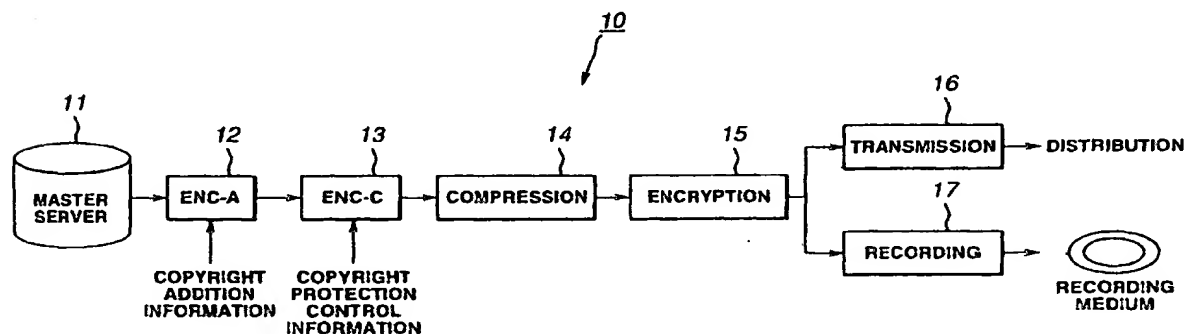 10
11
12
13
14
15
16
17
MASTER
SERVER
ENC-A
ENC-C
COMPRESSION
ENCRYPTION
TRANSMISSION
DISTRIBUTION
RECORDING
RECORDING
MEDIUM
COPYRIGHT
ADDITION
INFORMATION
COPYRIGHT
PROTECTION
CONTROL
INFORMATION